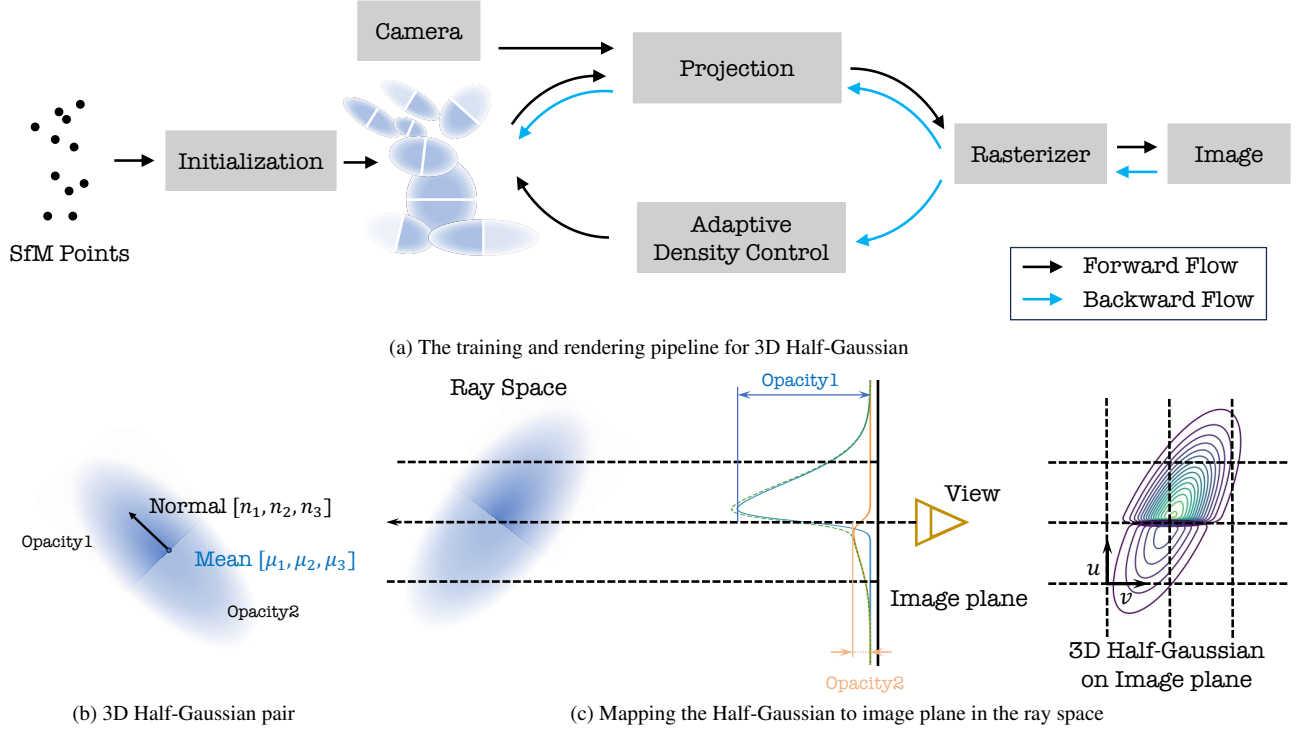 Camera
Projection
Initialization
Rasterizer
Image
Adaptive
Density Control
SfM Points
Forward Flow
Backward Flow
(a) The training and rendering pipeline for 3D Half-Gaussian
Ray Space
Opacity1
Normal [n₁, n₂, n₃]
Opacity1
Mean [μ₁, μ₂, μ₃]
Opacity2
View
Image plane
Opacity2
u
v
3D Half-Gaussian
on Image plane
(b) 3D Half-Gaussian pair
(c) Mapping the Half-Gaussian to image plane in the ray space